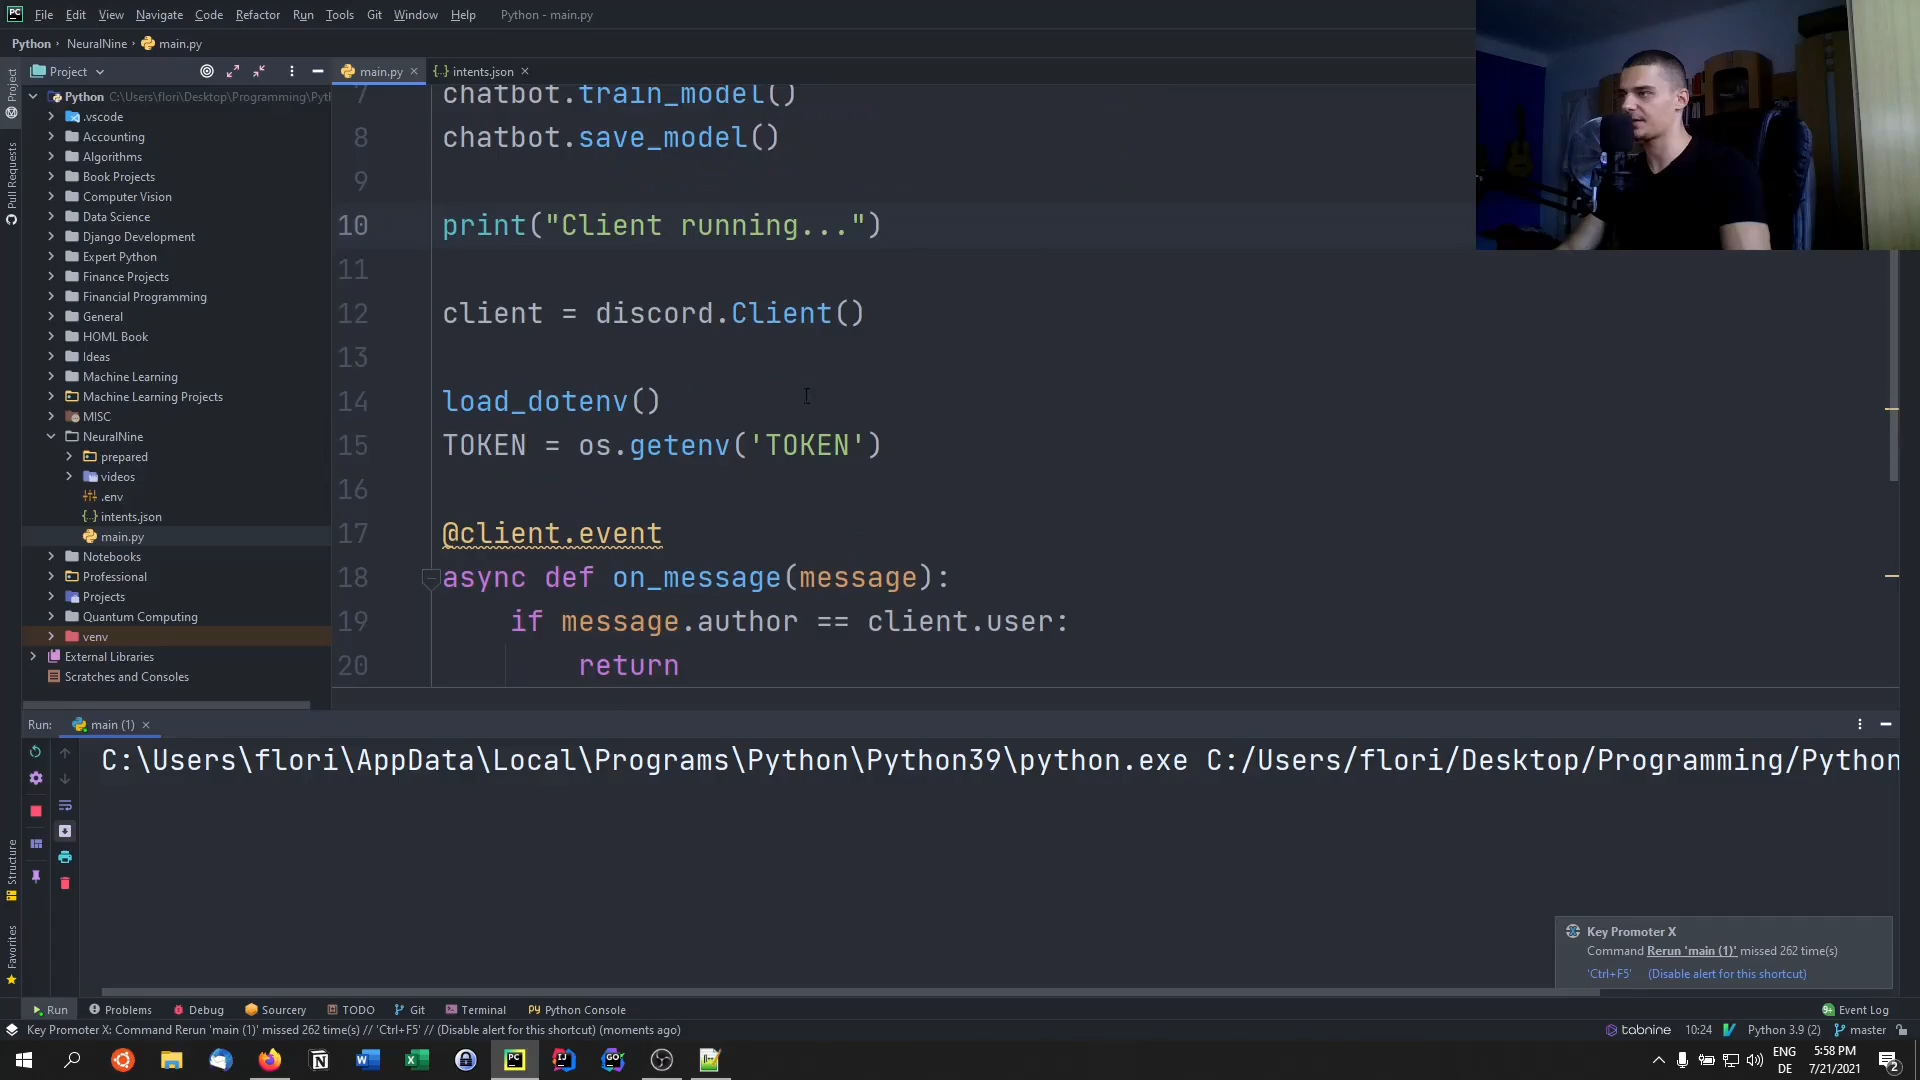 File Edit View Navigate Code Refactor Run Tools Git Window Help Python - main.py
Python NeuralNine main.py
Project
main.py
intents.json
Project
Pull Requests
Structure
Favorites
Python C:\Users\flori\Desktop\Programming\Pyth
.vscode
Accounting
Algorithms
Book Projects
Computer Vision
Data Science
Django Development
Expert Python
Finance Projects
Financial Programming
General
HOML Book
Ideas
Machine Learning
Machine Learning Projects
MISC
NeuralNine
prepared
videos
.env
intents.json
main.py
Notebooks
Professional
Projects
Quantum Computing
venv
External Libraries
Scratches and Consoles
7 chatbot.train_model()
8 chatbot.save_model()
9
10 print("Client running...")
11
12 client = discord.Client()
13
14 load_dotenv()
15 TOKEN = os.getenv('TOKEN')
16
17 @client.event
18 async def on_message(message):
19 if message.author == client.user:
20 return
Run: main (1)
C:\Users\flori\AppData\Local\Programs\Python\Python39\python.exe C:/Users/flori/Desktop/Programming/Python
Key Promoter X
Command Rerun 'main (1)' missed 262 time(s)
'Ctrl+F5' (Disable alert for this shortcut)
Run Problems Debug Sourcery TODO Git Terminal Python Console Event Log
Key Promoter X: Command Rerun 'main (1)' missed 262 time(s) // 'Ctrl+F5' // (Disable alert for this shortcut) (moments ago) tabnine 10:24 Python 3.9 (2) master
ENG
DE
5:58 PM
7/21/2021
2